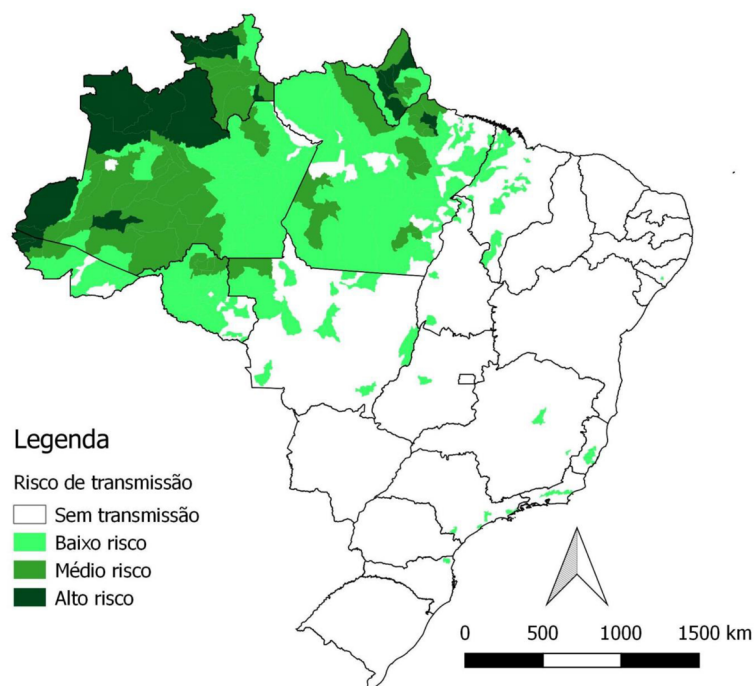 Legenda
Risco de transmissão
Sem transmissão
Baixo risco
Médio risco
Alto risco
0 500 1000 1500 km